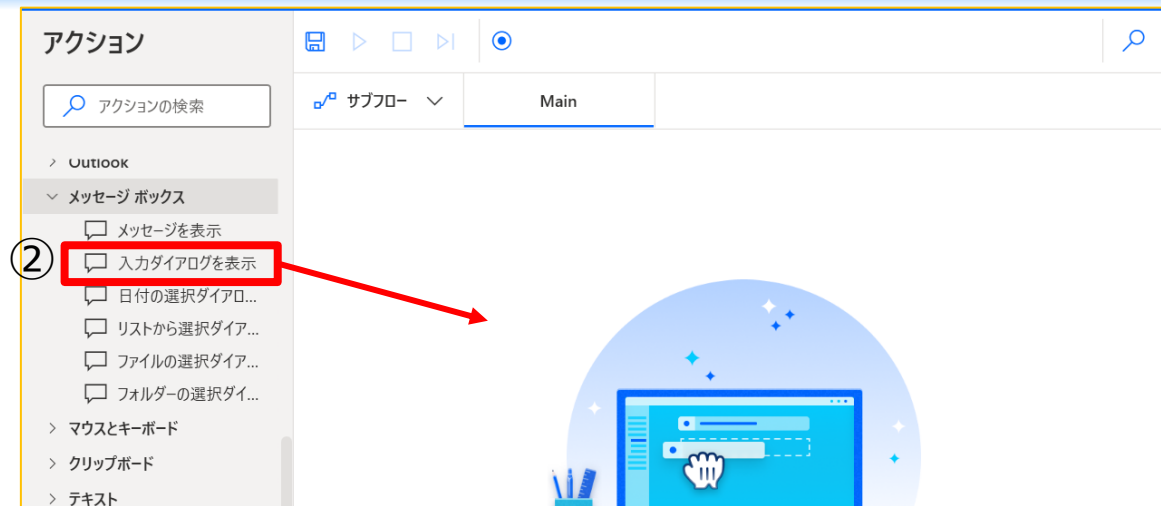 アクション
アクションの検索
サブフロー
Main
Outlook
メッセージ ボックス
メッセージを表示
②
入力ダイアログを表示
日付の選択ダイアロ...
リストから選択ダイア...
ファイルの選択ダイア...
フォルダーの選択ダイ...
マウスとキーボード
クリップボード
テキスト